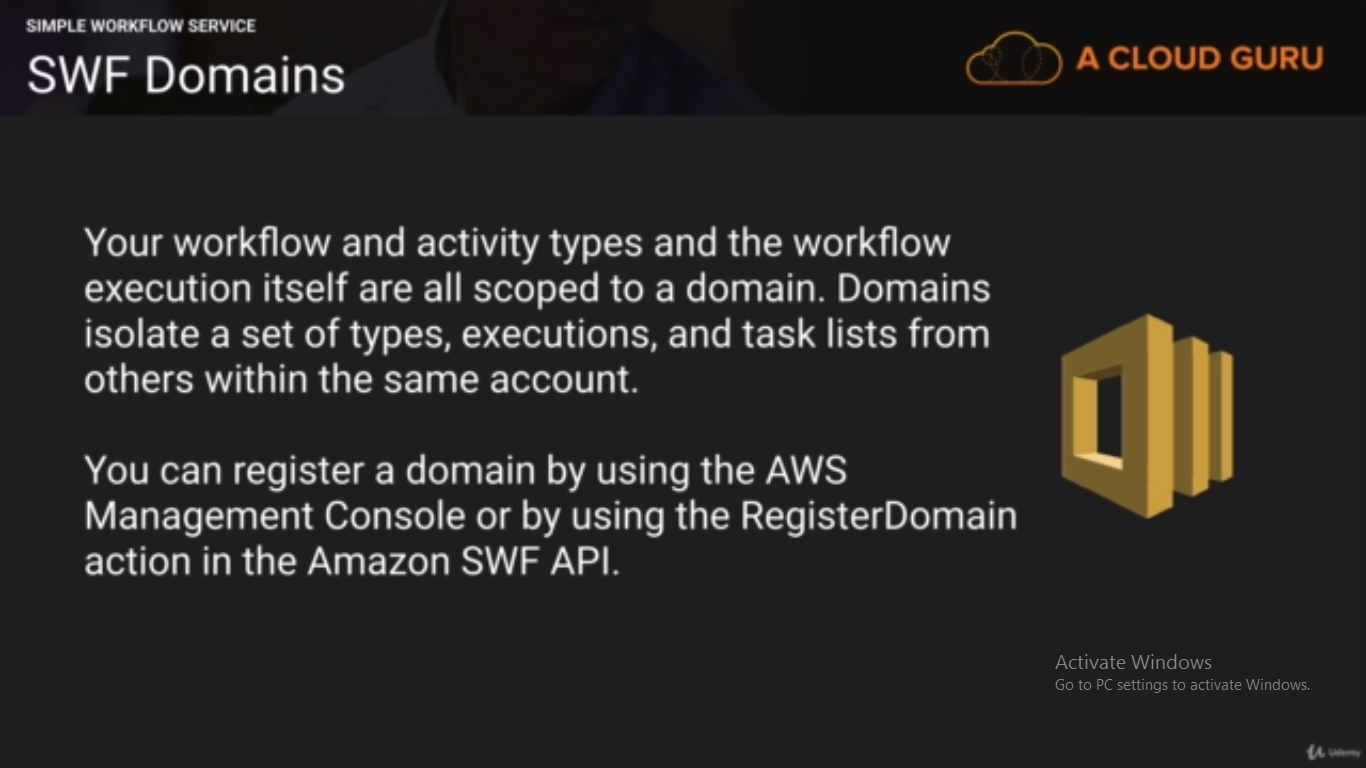 SIMPLE WORKFLOW SERVICE
SWF Domains
A CLOUD GURU
Your workflow and activity types and the workflow
execution itself are all scoped to a domain. Domains
isolate a set of types, executions, and task lists from
others within the same account.
You can register a domain by using the AWS
Management Console or by using the RegisterDomain
action in the Amazon SWF API.
Activate Windows
Go to PC settings to activate Windows.
Udemy